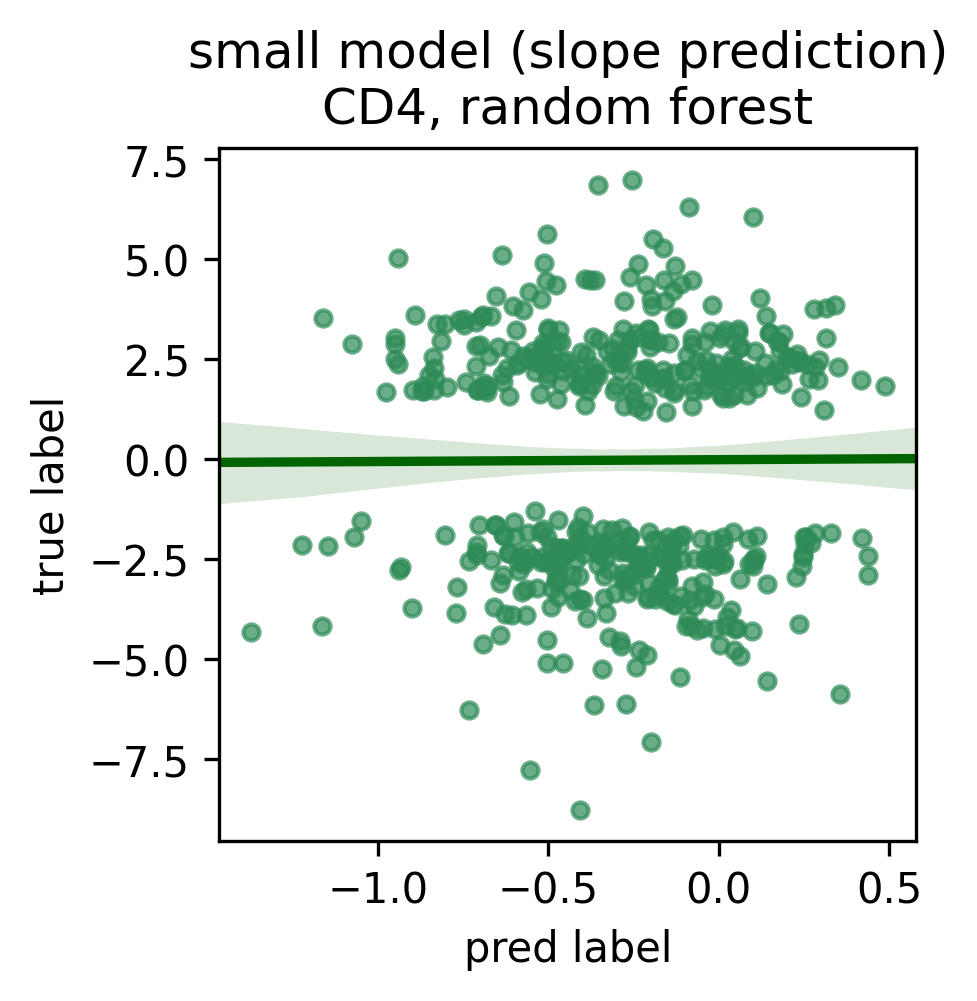 small model (slope prediction)
CD4, random forest
7.5
5.0
2.5
0.0
−2.5
−5.0
−7.5
true label
−1.0
−0.5
0.0
0.5
pred label